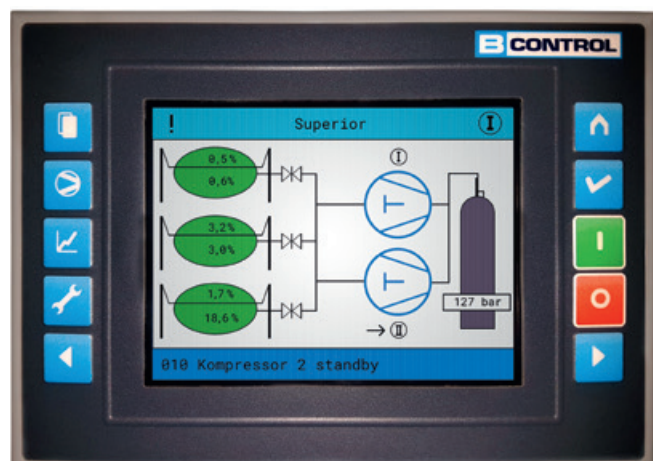 B CONTROL
! Superior I
0,5%
0,6%
I
3,2%
3,0%
1,7%
18,6%
127 bar
→ II
010 Kompressor 2 standby